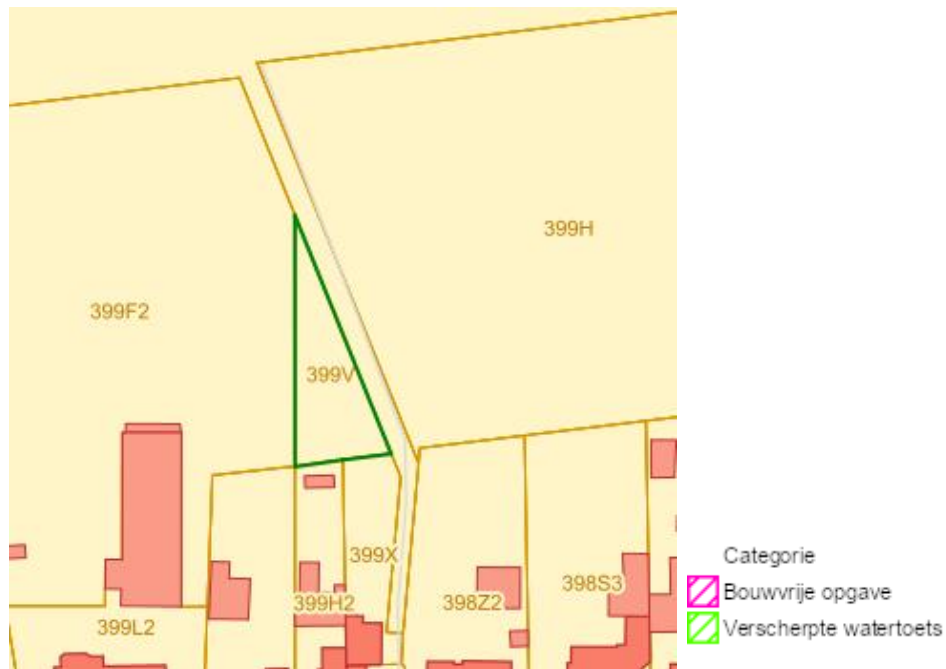 399H
399F2
399V
399X
399H2
398Z2
398S3
399L2
Categorie
Bouwvrije opgave
Verscherpte watertoets